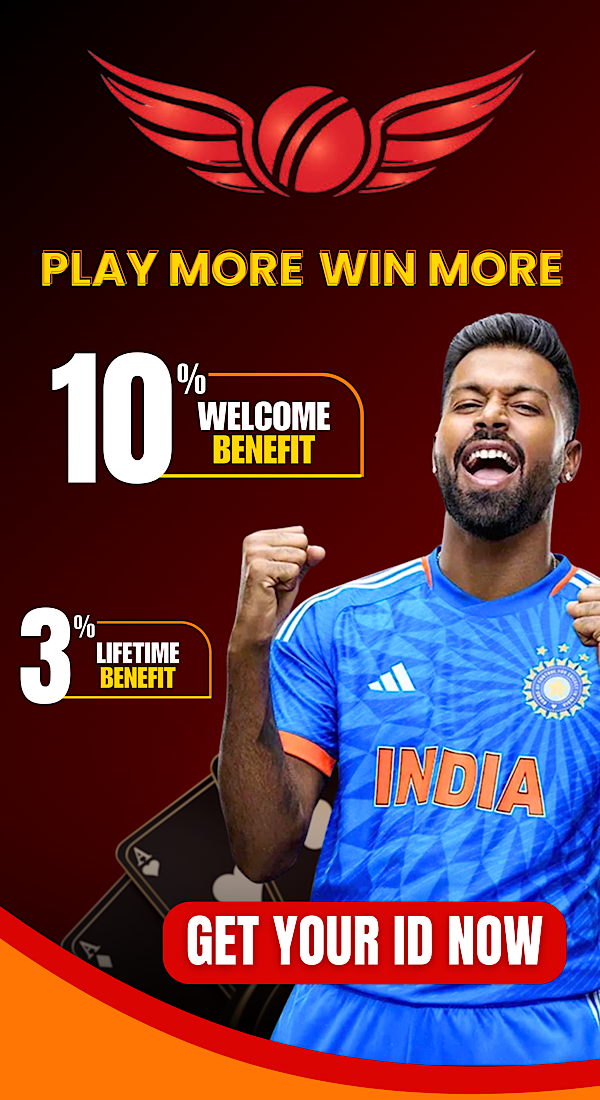 PLAY MORE WIN MORE
10%
WELCOME
BENEFIT
3%
LIFETIME
BENEFIT
INDIA
A
A
GET YOUR ID NOW